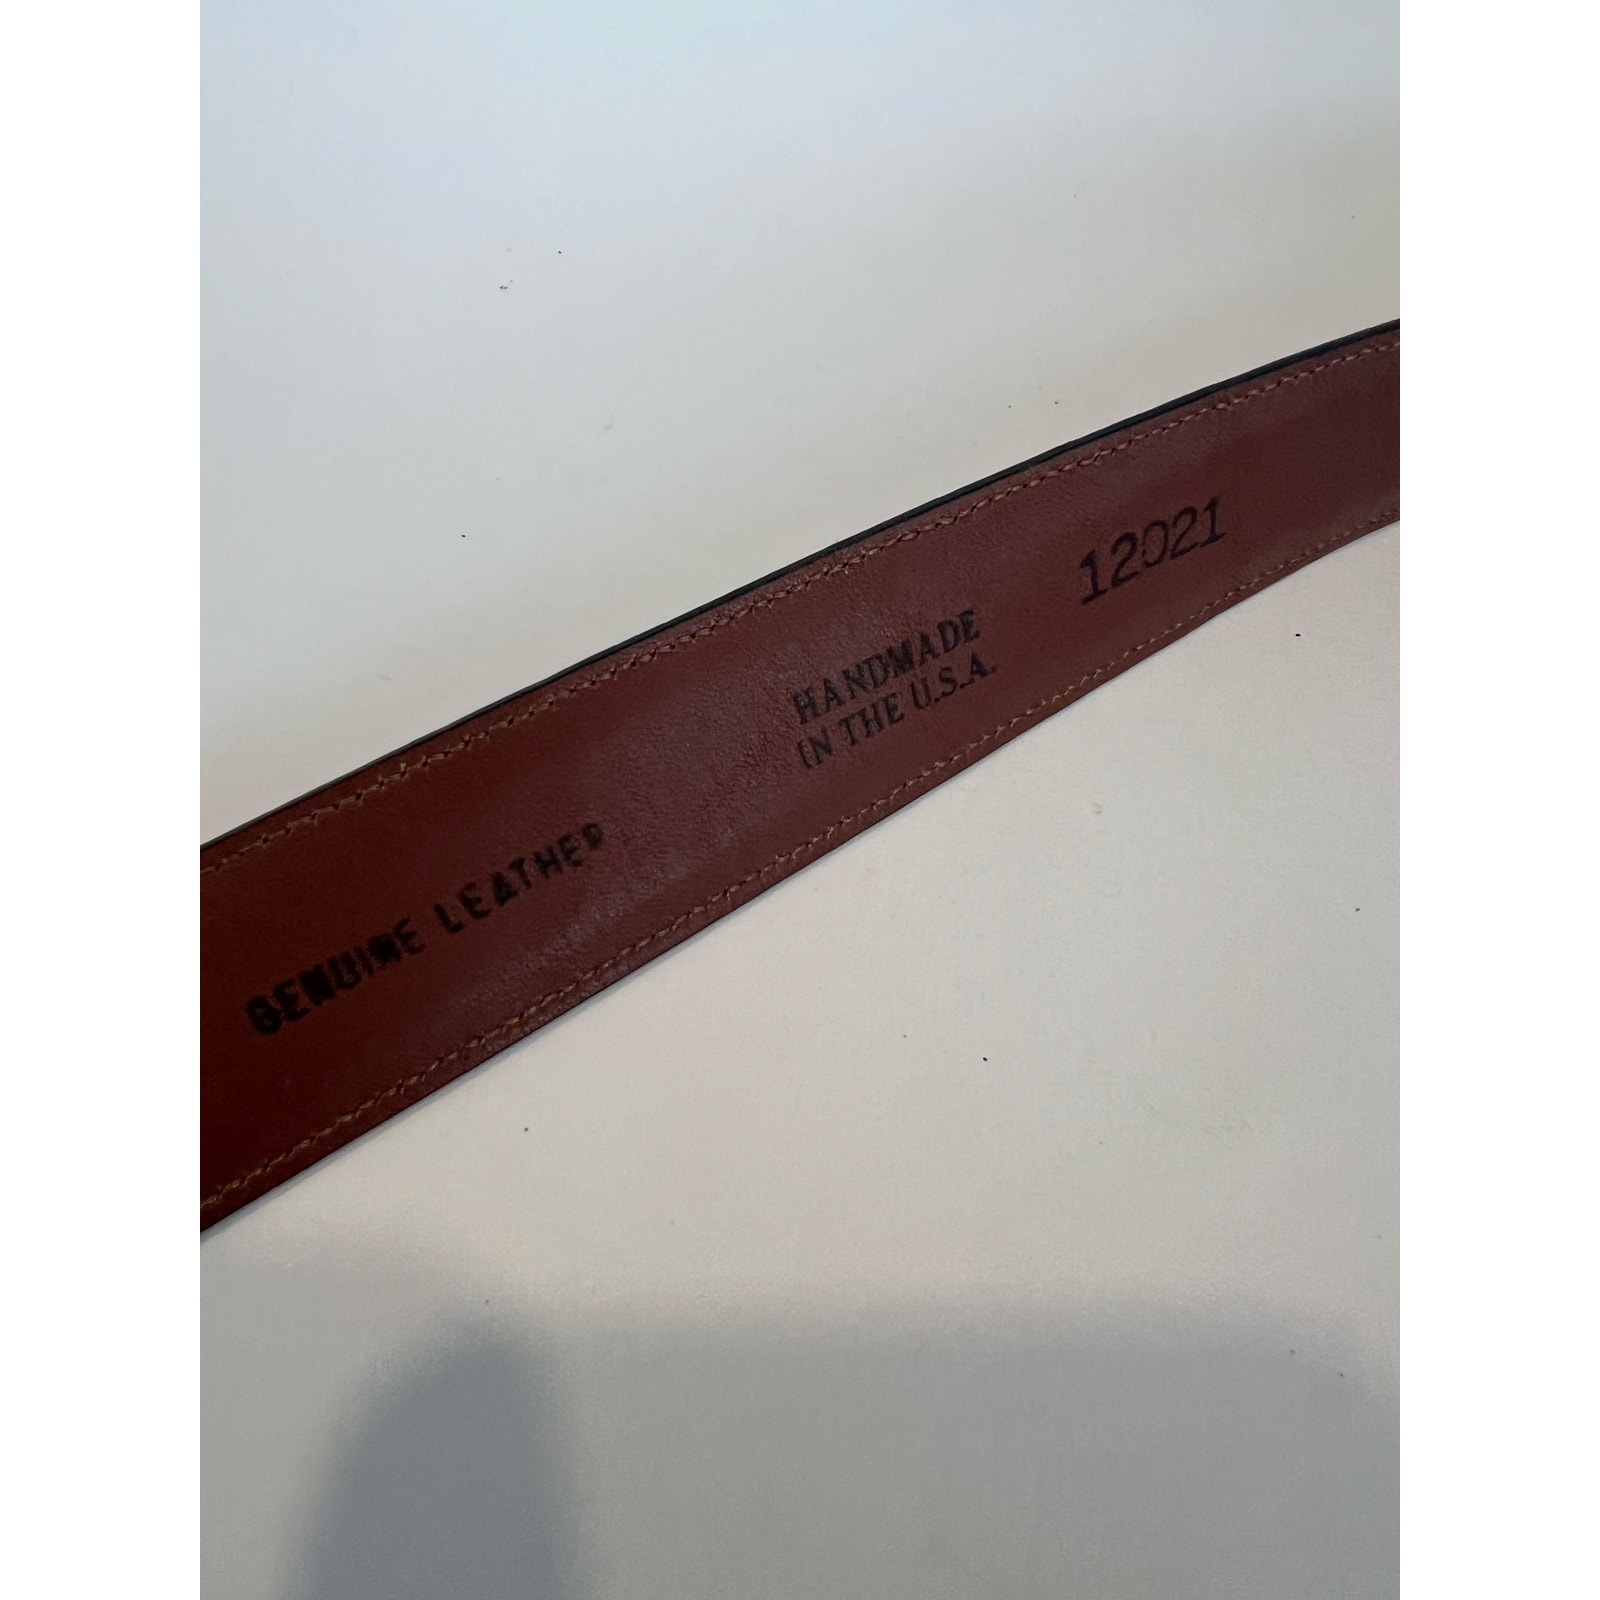 GENUINE LEATHER
HANDMADE
IN THE U.S.A.
12021